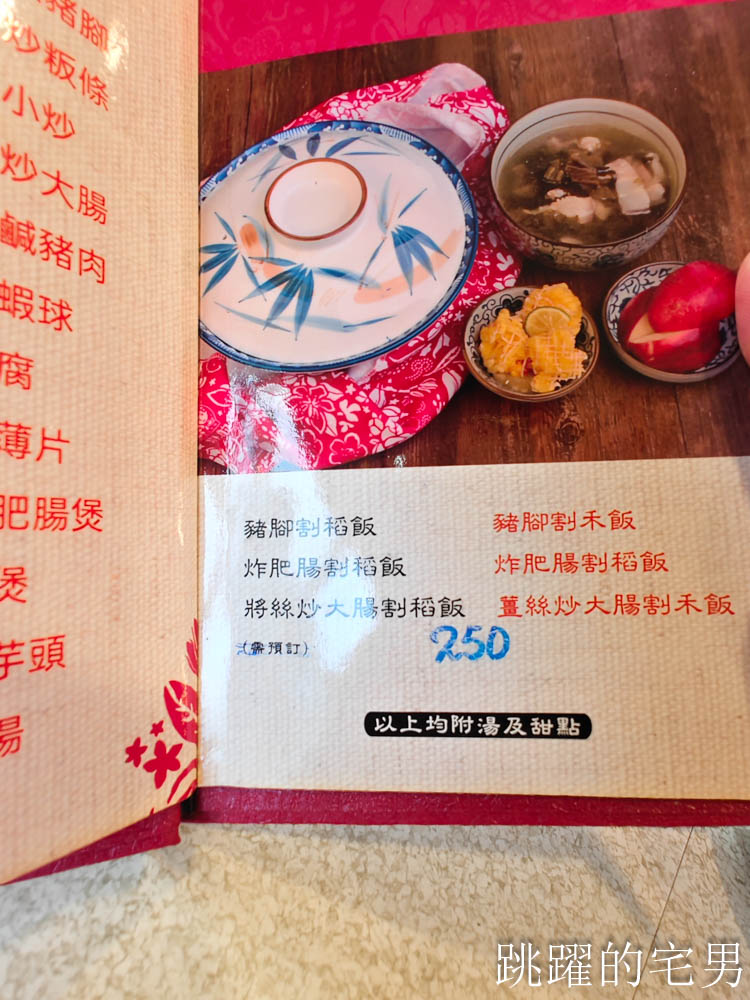 豬腳
炒粄條
小炒
炒大腸
鹹豬肉
蝦球
腐
薄片
肥腸煲
煲
芋頭
湯
豬腳割稻飯
炸肥腸割稻飯
將絲炒大腸割稻飯
(需預訂)
豬腳割禾飯
炸肥腸割稻飯
薑絲炒大腸割禾飯
250
以上均附湯及甜點
跳躍的宅男